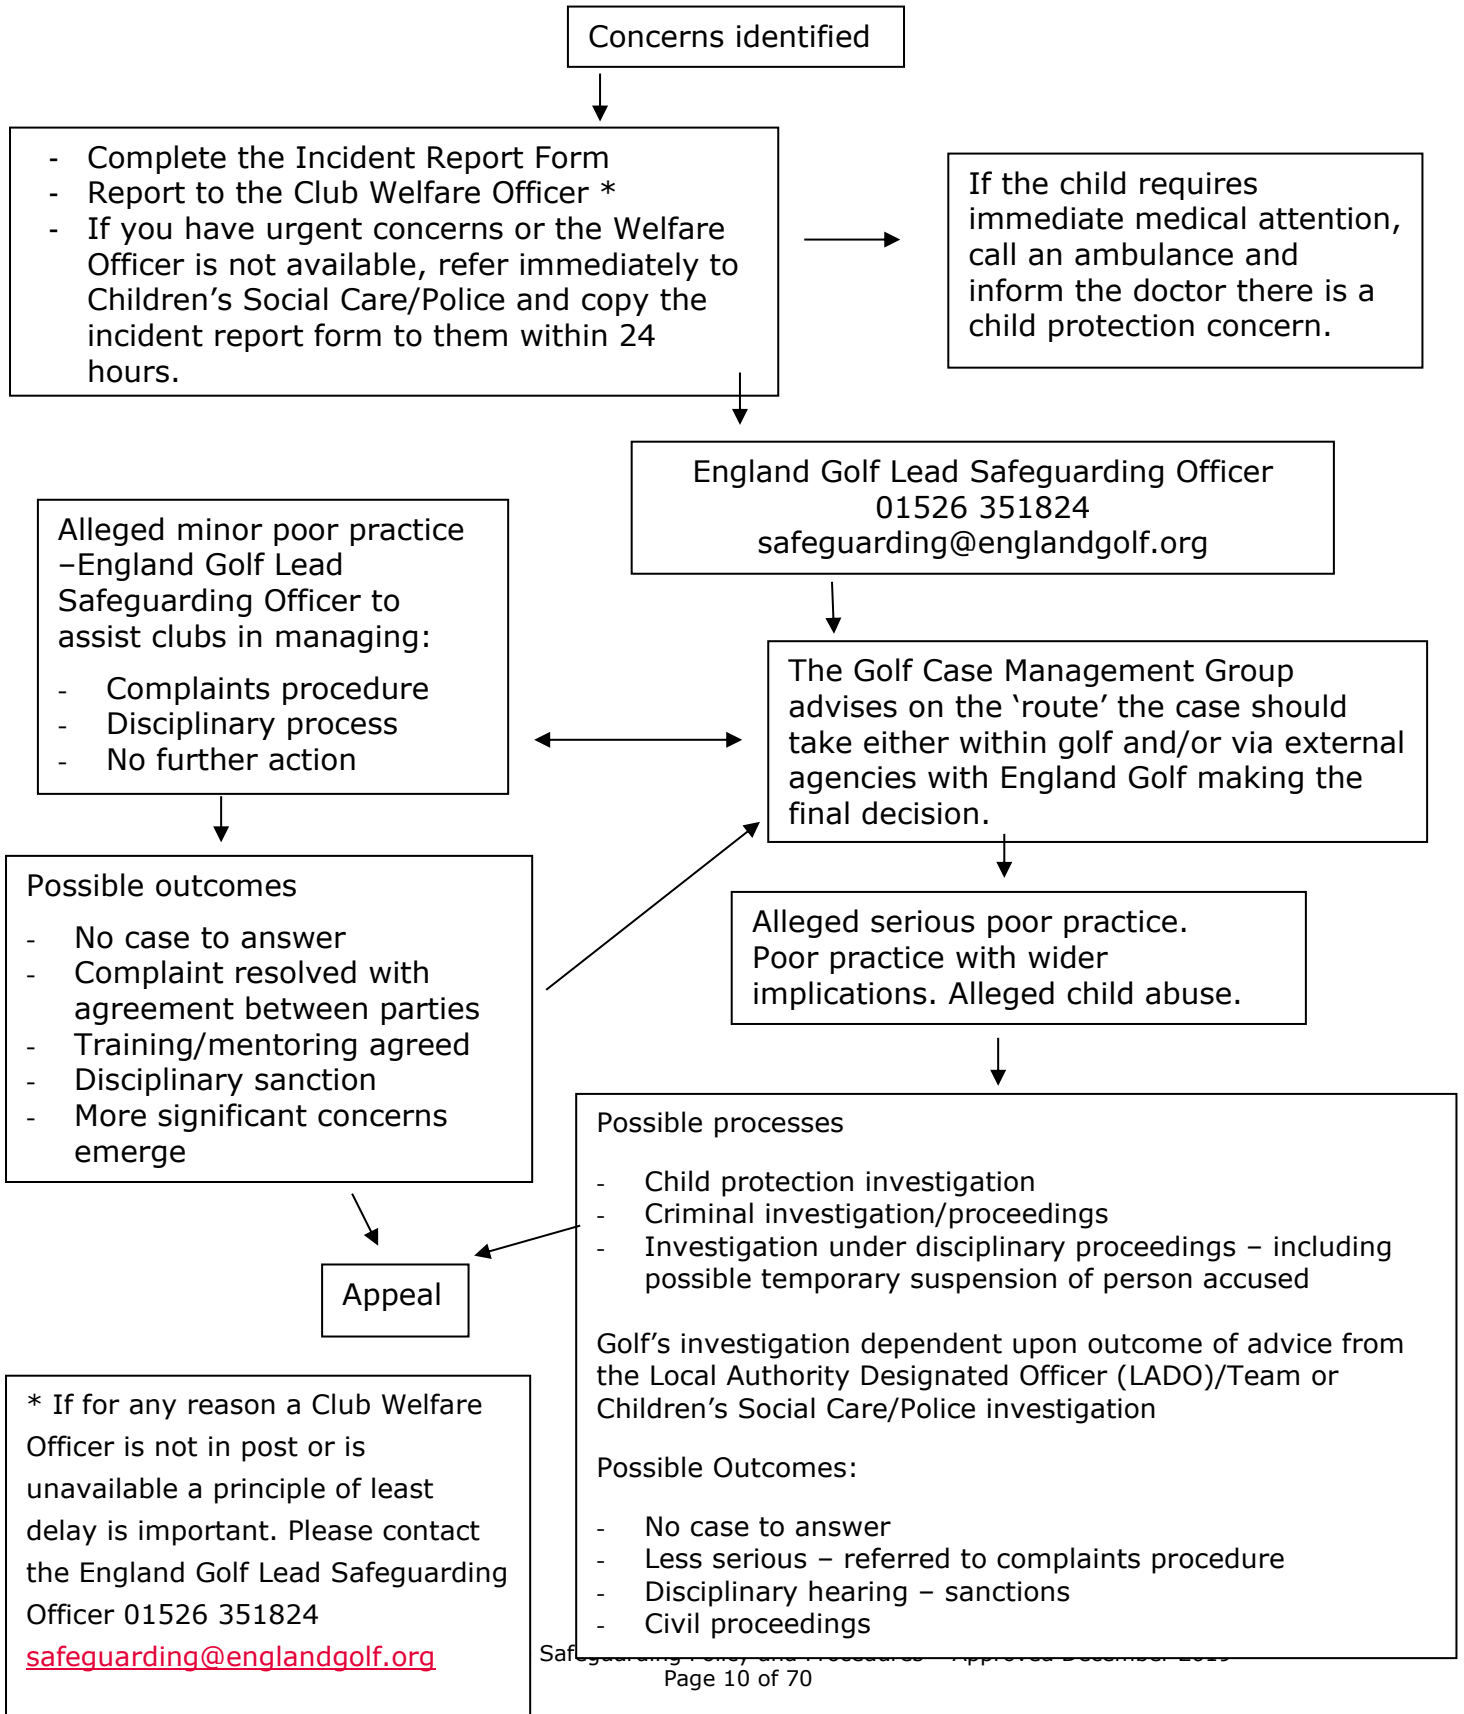 Concerns identified
- Complete the Incident Report Form
- Report to the Club Welfare Officer *
- If you have urgent concerns or the Welfare
Officer is not available, refer immediately to
Children’s Social Care/Police and copy the
incident report form to them within 24
hours.
If the child requires
immediate medical attention,
call an ambulance and
inform the doctor there is a
child protection concern.
England Golf Lead Safeguarding Officer
01526 351824
safeguarding@englandgolf.org
Alleged minor poor practice
–England Golf Lead
Safeguarding Officer to
assist clubs in managing:
- Complaints procedure
- Disciplinary process
- No further action
The Golf Case Management Group
advises on the ‘route’ the case should
take either within golf and/or via external
agencies with England Golf making the
final decision.
Possible outcomes
- No case to answer
- Complaint resolved with
agreement between parties
- Training/mentoring agreed
- Disciplinary sanction
- More significant concerns
emerge
Alleged serious poor practice.
Poor practice with wider
implications. Alleged child abuse.
Possible processes
- Child protection investigation
- Criminal investigation/proceedings
- Investigation under disciplinary proceedings – including
possible temporary suspension of person accused
Golf’s investigation dependent upon outcome of advice from
the Local Authority Designated Officer (LADO)/Team or
Children’s Social Care/Police investigation
Possible Outcomes:
- No case to answer
- Less serious – referred to complaints procedure
- Disciplinary hearing – sanctions
- Civil proceedings
Appeal
* If for any reason a Club Welfare
Officer is not in post or is
unavailable a principle of least
delay is important. Please contact
the England Golf Lead Safeguarding
Officer 01526 351824
safeguarding@englandgolf.org
Safeguarding Policy and Procedures – Approved December 2019
Page 10 of 70